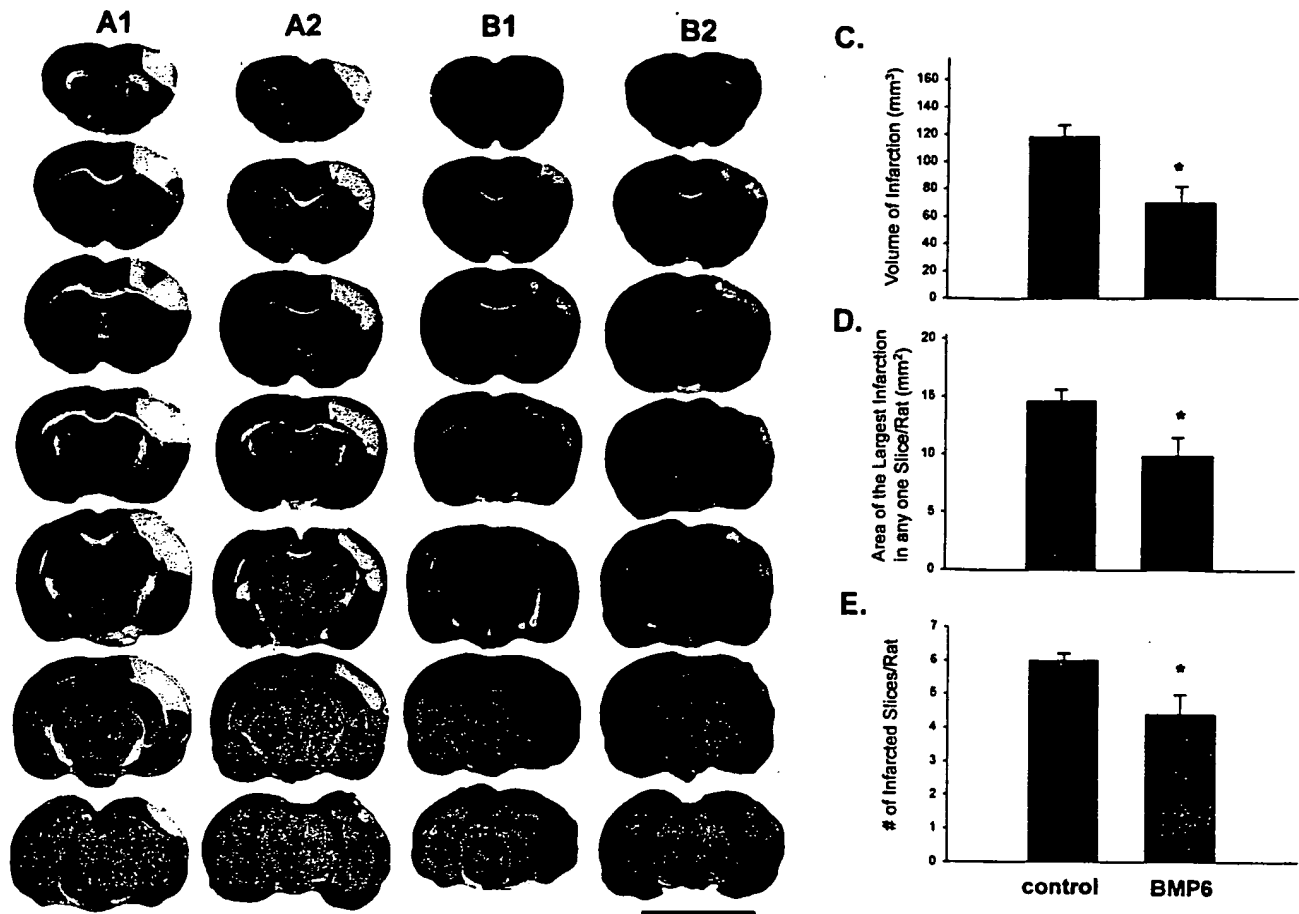 A1 A2 B1 B2
C.
Volume of Infarction (mm³)
160
140
120
100
80
60
40
20
0
*
D.
Area of the Largest Infarction
in any one Slice/Rat (mm²)
20
15
10
5
0
*
E.
# of Infarcted Slices/Rat
7
6
5
4
3
2
1
0
*
control BMP6